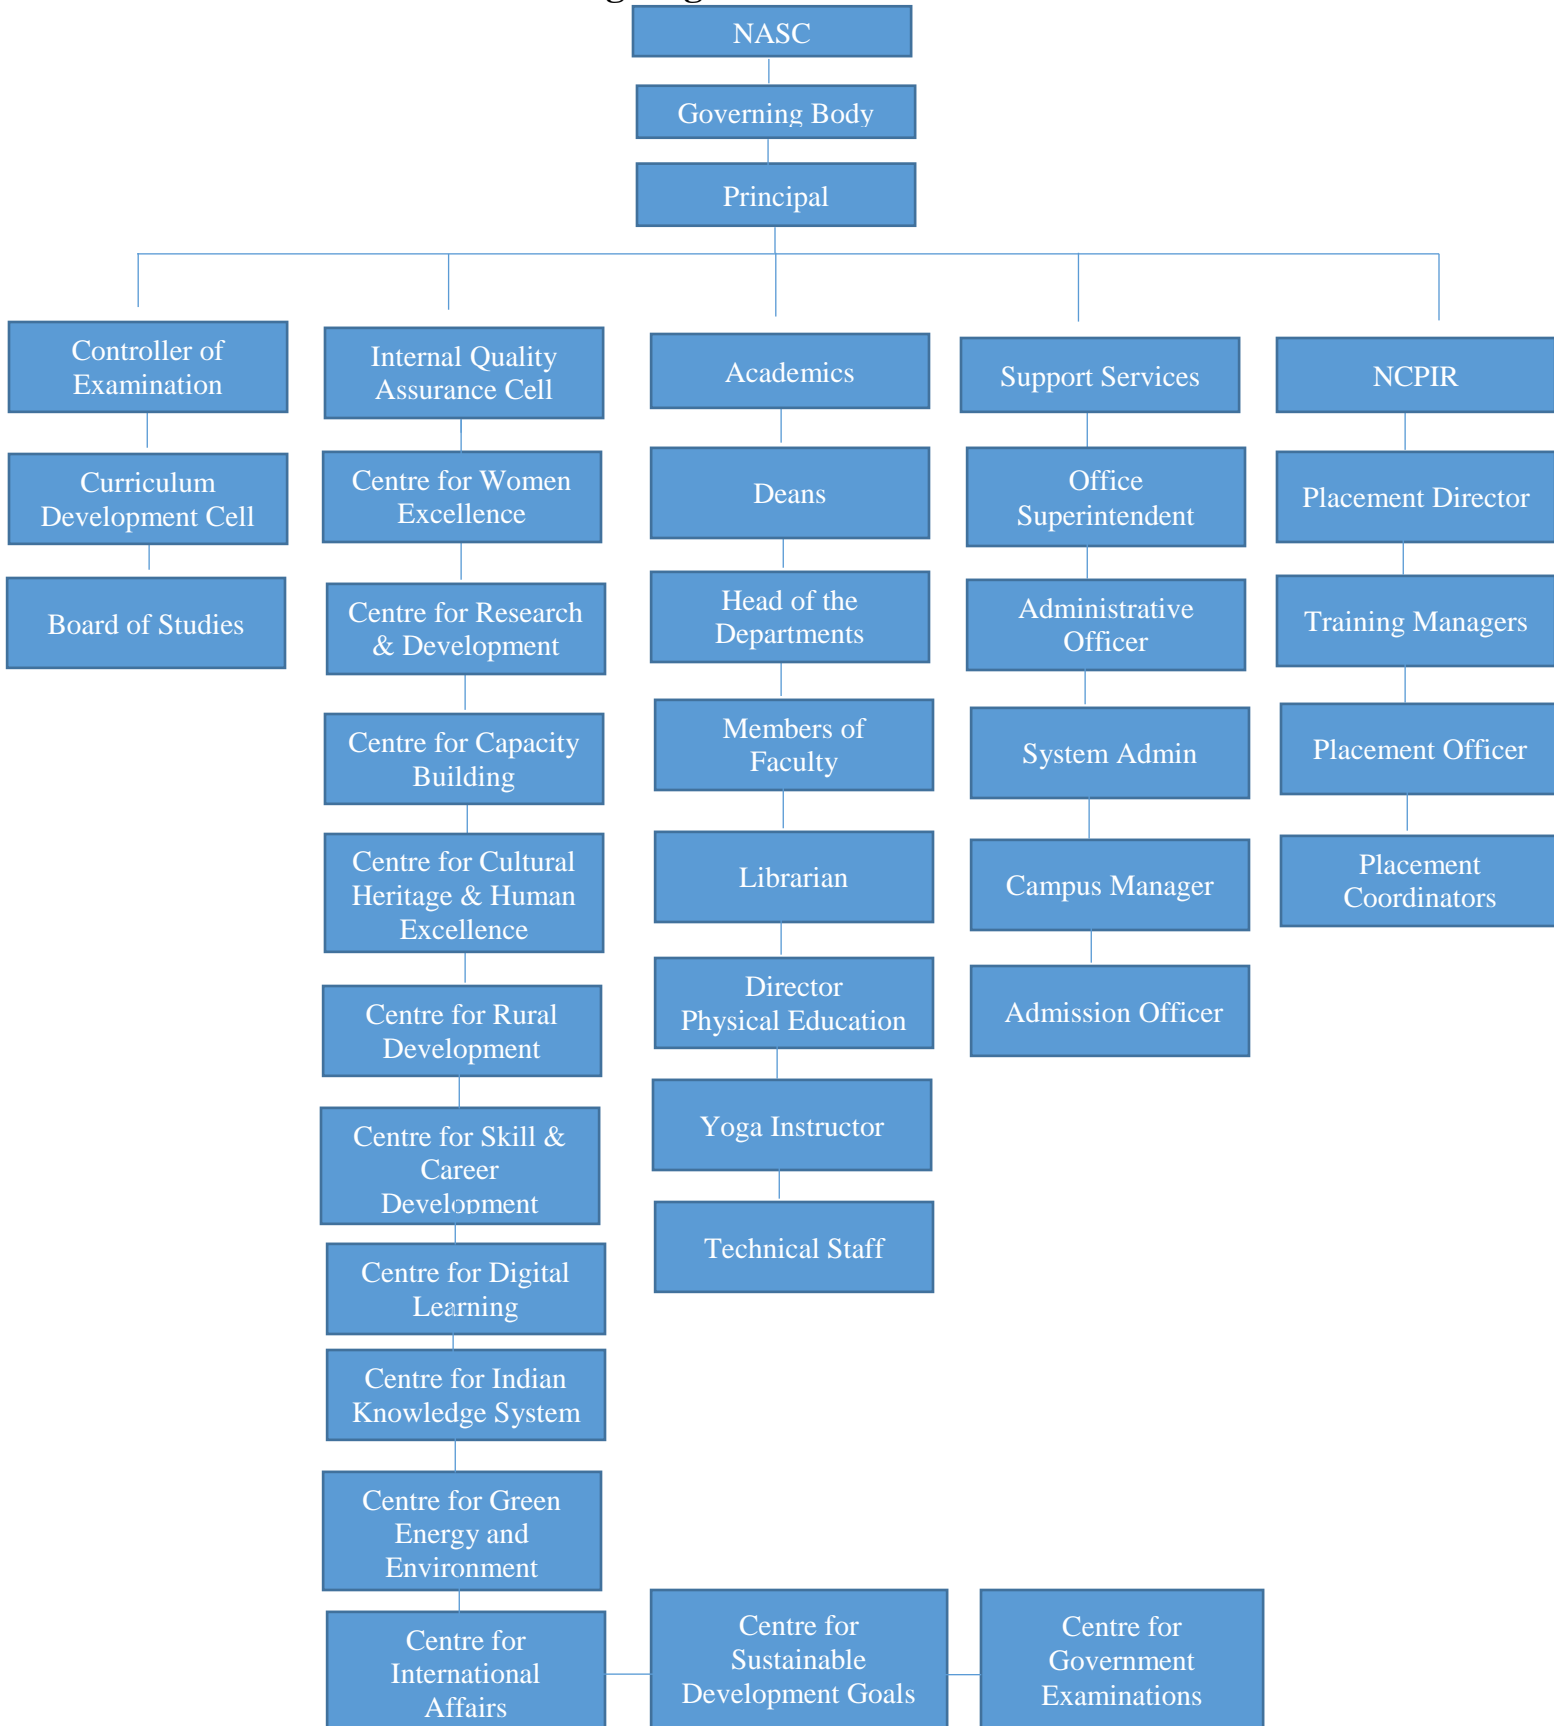 NASC
Governing Body
Principal
Controller of
Examination
Curriculum
Development Cell
Board of Studies
Internal Quality
Assurance Cell
Centre for Women
Excellence
Centre for Research
& Development
Centre for Capacity
Building
Centre for Cultural
Heritage & Human
Excellence
Centre for Rural
Development
Centre for Skill &
Career
Development
Centre for Digital
Learning
Centre for Indian
Knowledge System
Centre for Green
Energy and
Environment
Centre for
International
Affairs
Centre for
Sustainable
Development Goals
Centre for
Government
Examinations
Academics
Deans
Head of the
Departments
Members of
Faculty
Librarian
Director
Physical Education
Yoga Instructor
Technical Staff
Support Services
Office
Superintendent
Administrative
Officer
System Admin
Campus Manager
Admission Officer
NCPIR
Placement Director
Training Managers
Placement Officer
Placement
Coordinators